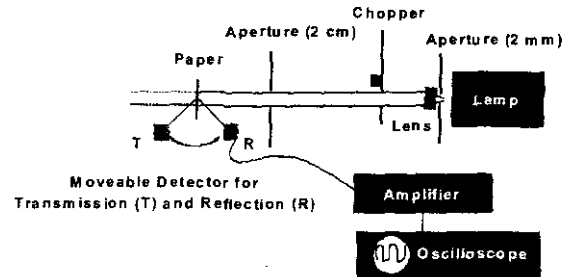 Chopper
Aperture (2 cm)
Aperture (2 mm)
Paper
Lamp
Lens
T
R
Moveable Detector for
Transmission (T) and Reflection (R)
Amplifier
Oscilloscope